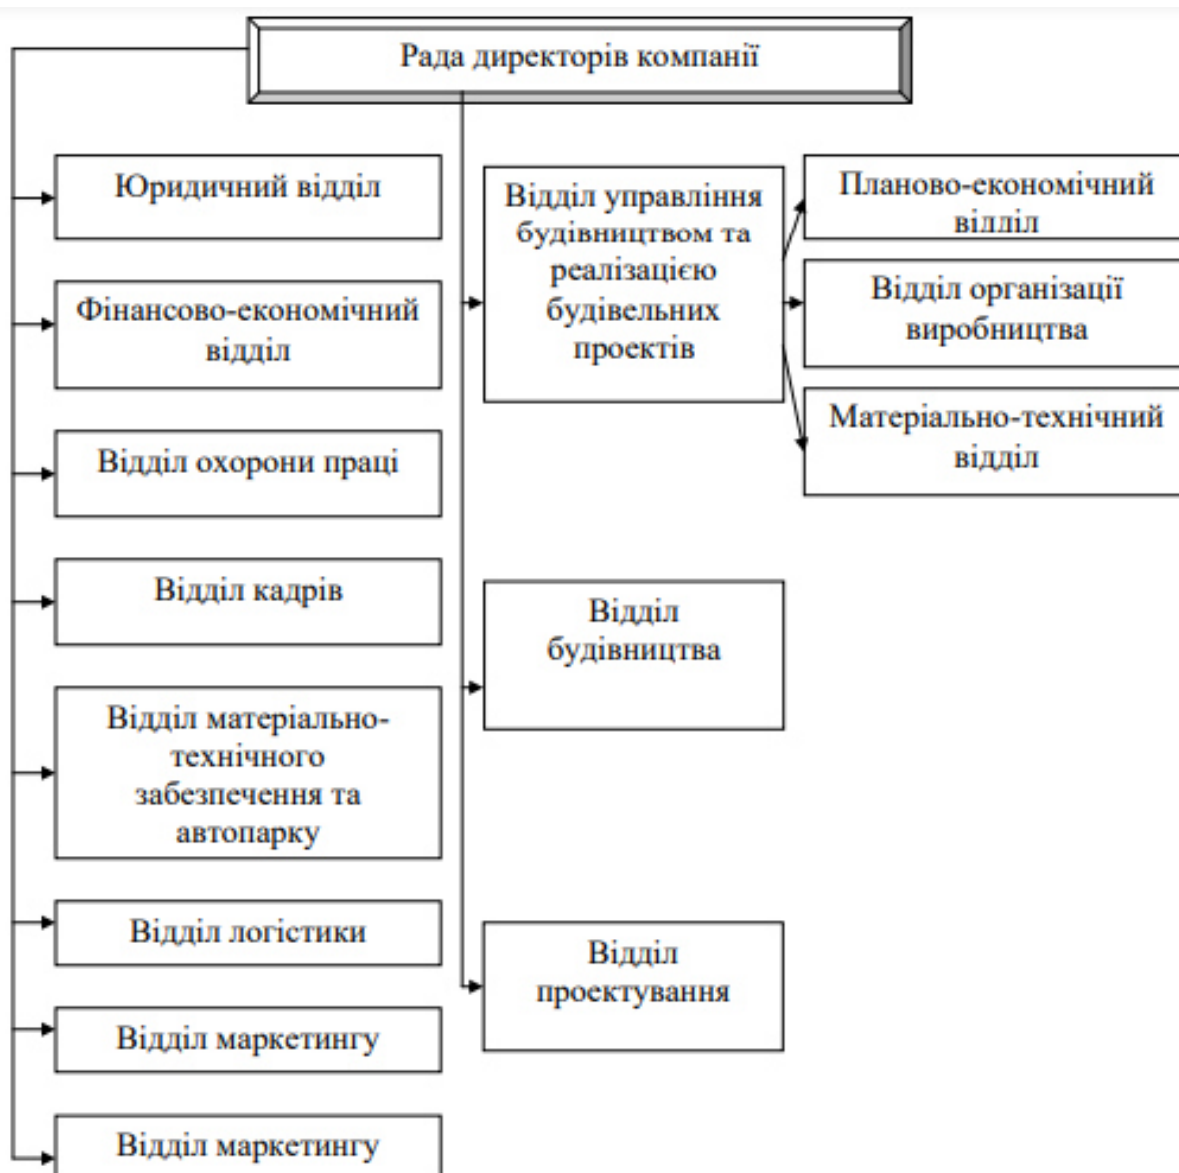 Рада директорів компанії
Юридичний відділ
Фінансово-економічний
відділ
Відділ охорони праці
Відділ кадрів
Відділ матеріально-
технічного
забезпечення та
автопарку
Відділ логістики
Відділ маркетингу
Відділ маркетингу
Відділ управління
будівництвом та
реалізацією
будівельних
проектів
Відділ
будівництва
Відділ
проектування
Планово-економічний
відділ
Відділ організації
виробництва
Матеріально-технічний
відділ